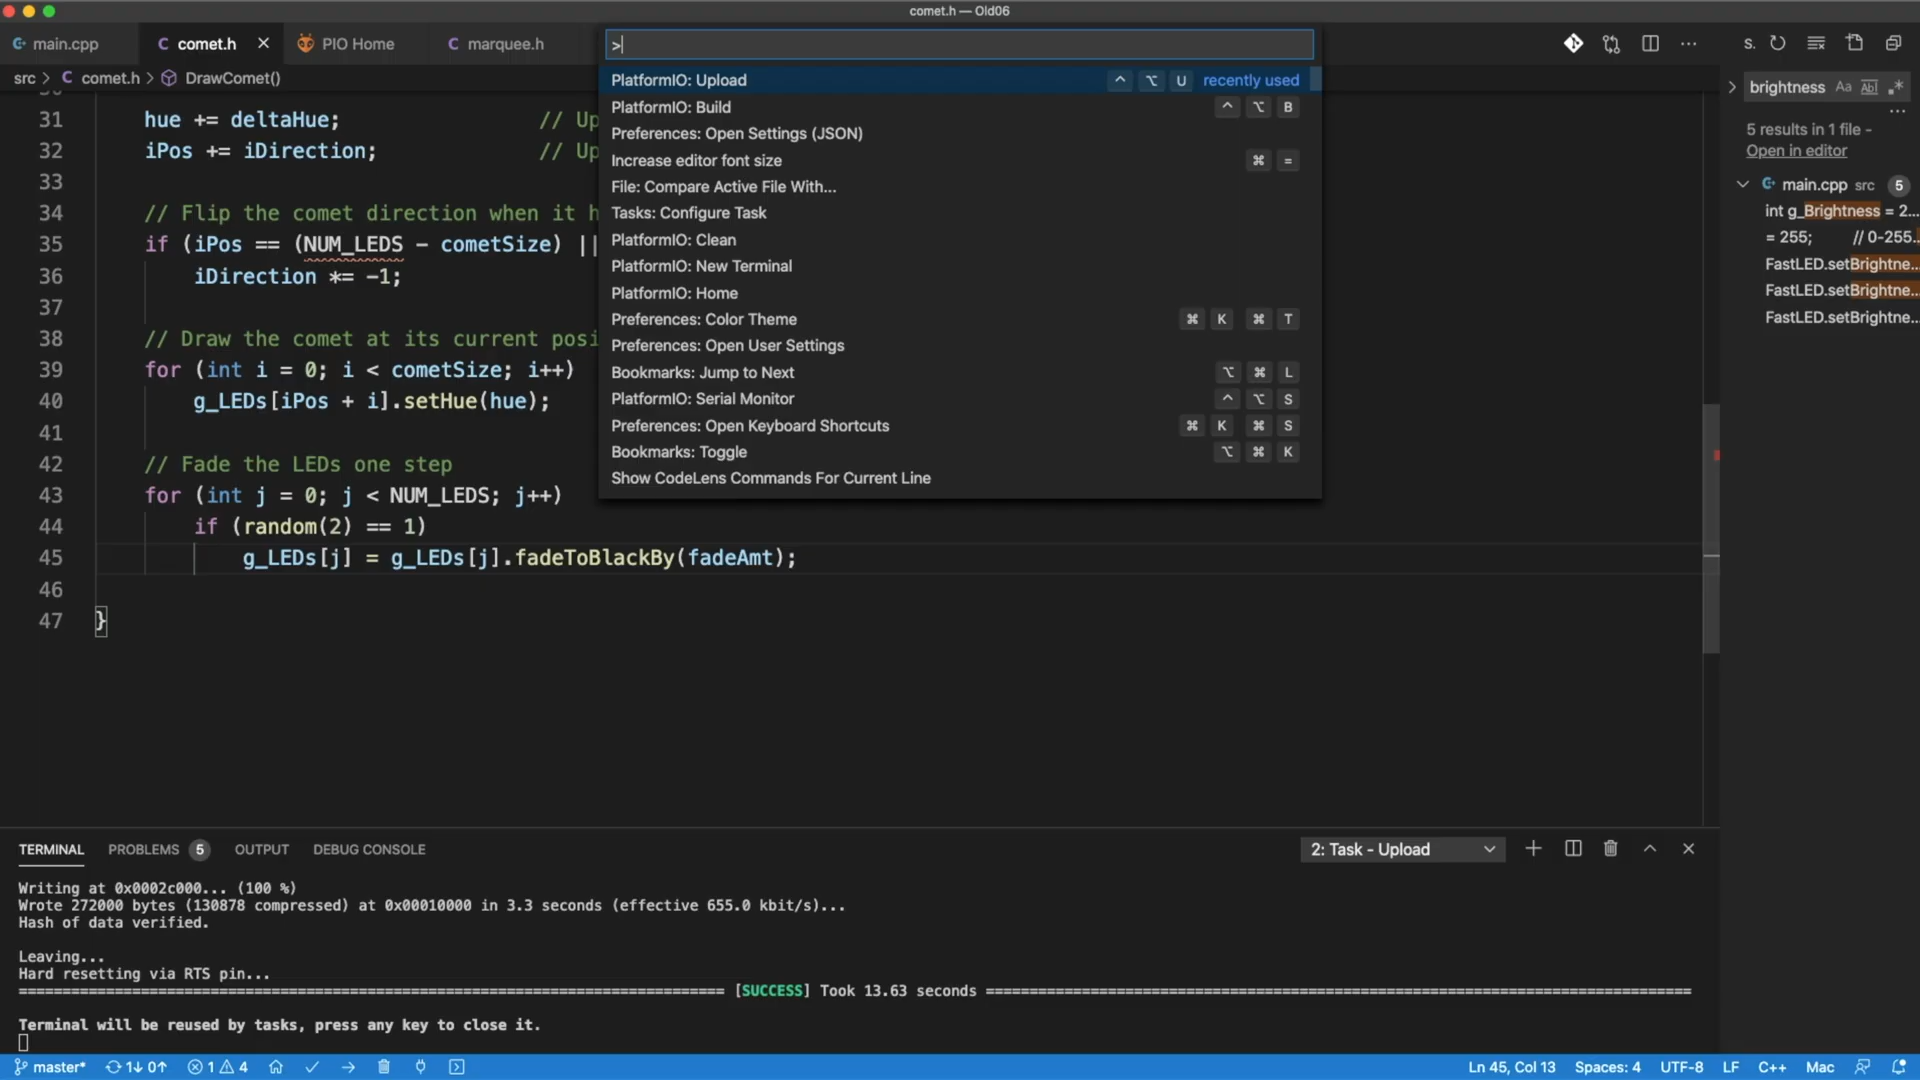 comet.h — Old06
main.cpp
comet.h
PIO Home
marquee.h
>
s.
src > comet.h > DrawComet()
PlatformIO: Upload ^ ⌥ U recently used
PlatformIO: Build ^ ⌥ B
Preferences: Open Settings (JSON)
Increase editor font size ⌘ =
File: Compare Active File With...
Tasks: Configure Task
PlatformIO: Clean
PlatformIO: New Terminal
PlatformIO: Home
Preferences: Color Theme ⌘ K ⌘ T
Preferences: Open User Settings
Bookmarks: Jump to Next ⌥ ⌘ L
PlatformIO: Serial Monitor ^ ⌥ S
Preferences: Open Keyboard Shortcuts ⌘ K ⌘ S
Bookmarks: Toggle ⌥ ⌘ K
Show CodeLens Commands For Current Line
31 hue += deltaHue; // Up
32 iPos += iDirection; // Up
33
34 // Flip the comet direction when it h
35 if (iPos == (NUM_LEDS - cometSize) ||
36 iDirection *= -1;
37
38 // Draw the comet at its current posi
39 for (int i = 0; i < cometSize; i++)
40 g_LEDs[iPos + i].setHue(hue);
41
42 // Fade the LEDs one step
43 for (int j = 0; j < NUM_LEDS; j++)
44 if (random(2) == 1)
45 g_LEDs[j] = g_LEDs[j].fadeToBlackBy(fadeAmt);
46
47 }
brightness Aa Abl .*
5 results in 1 file -
Open in editor
main.cpp src 5
int g_Brightness = 2...
= 255; // 0-255...
FastLED.setBrightne...
FastLED.setBrightne...
FastLED.setBrightne...
TERMINAL PROBLEMS 5 OUTPUT DEBUG CONSOLE
2: Task - Upload
Writing at 0x0002c000... (100 %)
Wrote 272000 bytes (130878 compressed) at 0x00010000 in 3.3 seconds (effective 655.0 kbit/s)...
Hash of data verified.
Leaving...
Hard resetting via RTS pin...
[SUCCESS] Took 13.63 seconds
Terminal will be reused by tasks, press any key to close it.
master* 1↓ 0↑ 1 4
Ln 45, Col 13 Spaces: 4 UTF-8 LF C++ Mac